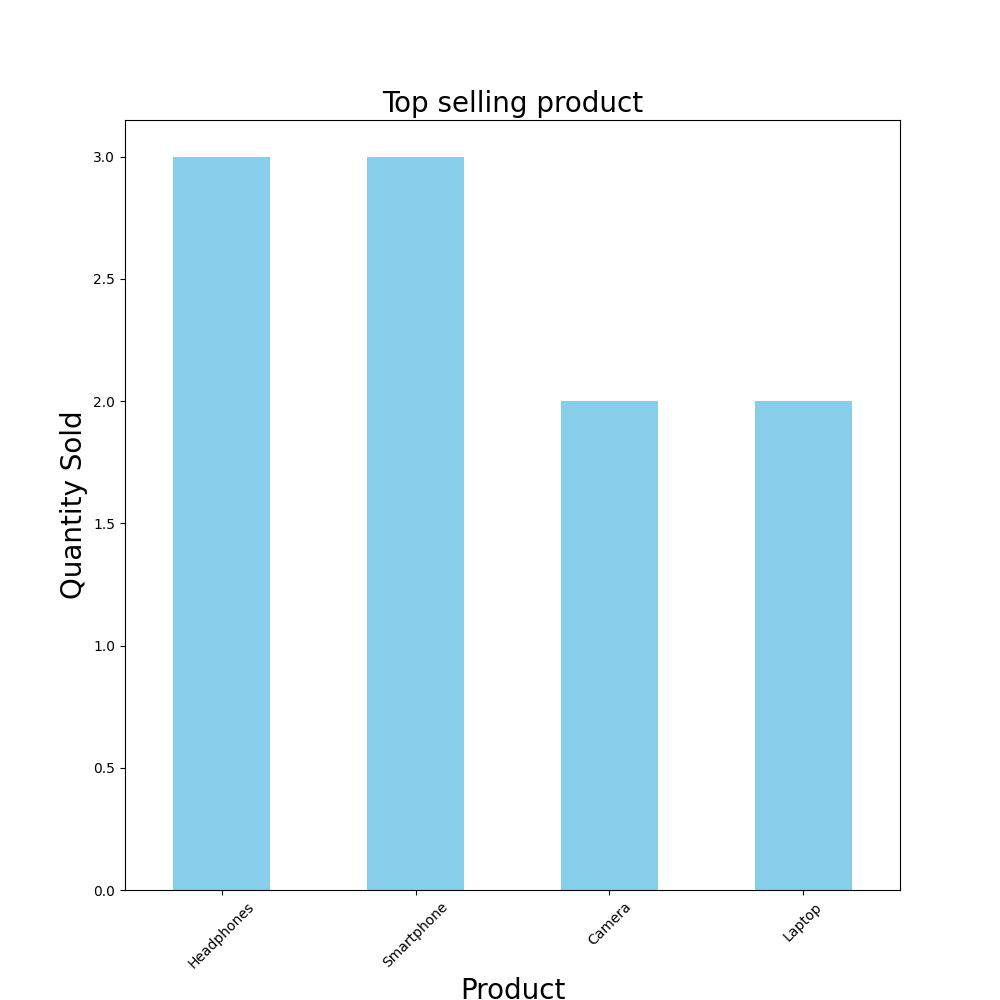 Top selling product
Quantity Sold
3.0
2.5
2.0
1.5
1.0
0.5
0.0
Headphones
Smartphone
Camera
Laptop
Product